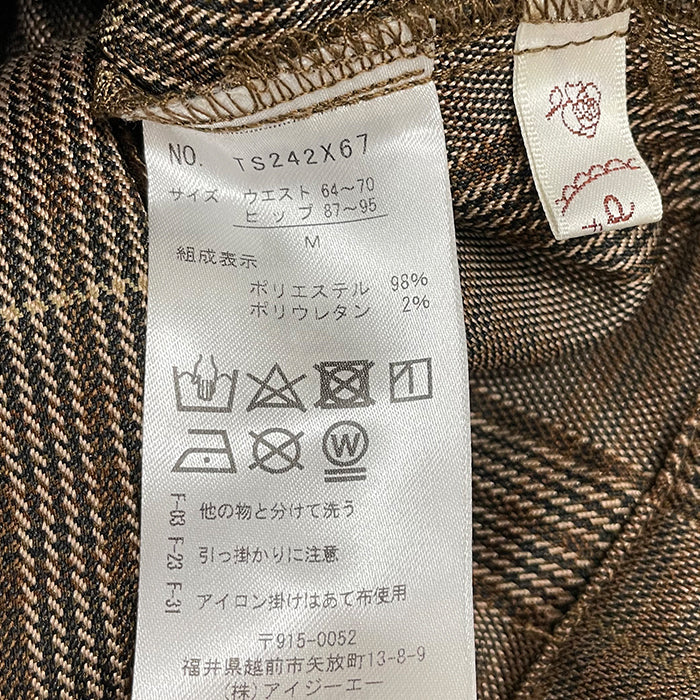 NO. TS242X67
サイズ ウエスト 64～70
ヒップ 87～95
M
組成表示
ポリエステル 98%
ポリウレタン 2%
W
F-03 他の物と分けて洗う
F-23 引っ掛かりに注意
F-31 アイロン掛けはあて布使用
〒915-0052
福井県越前市矢放町13-8-9
(株)アイジーエー